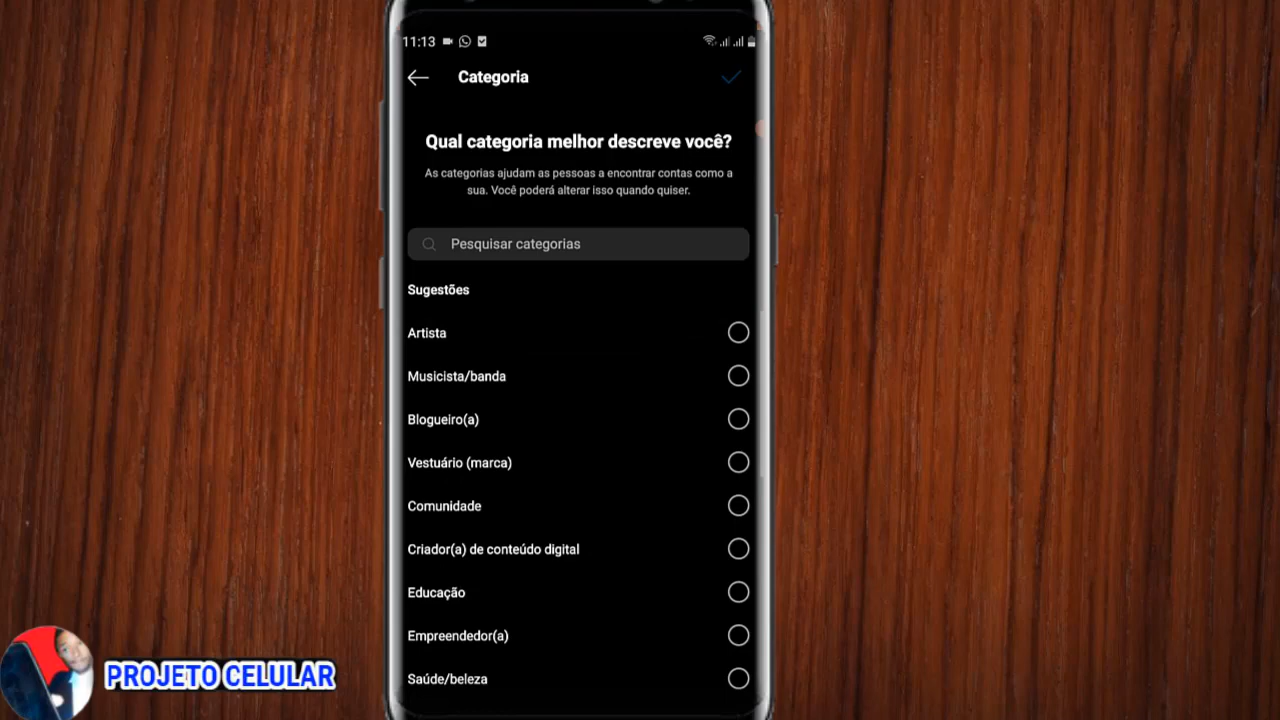 11:13
Categoria
Qual categoria melhor descreve você?
As categorias ajudam as pessoas a encontrar contas como a
sua. Você poderá alterar isso quando quiser.
Pesquisar categorias
Sugestões
Artista
Musicista/banda
Blogueiro(a)
Vestuário (marca)
Comunidade
Criador(a) de conteúdo digital
Educação
Empreendedor(a)
Saúde/beleza
PROJETO CELULAR